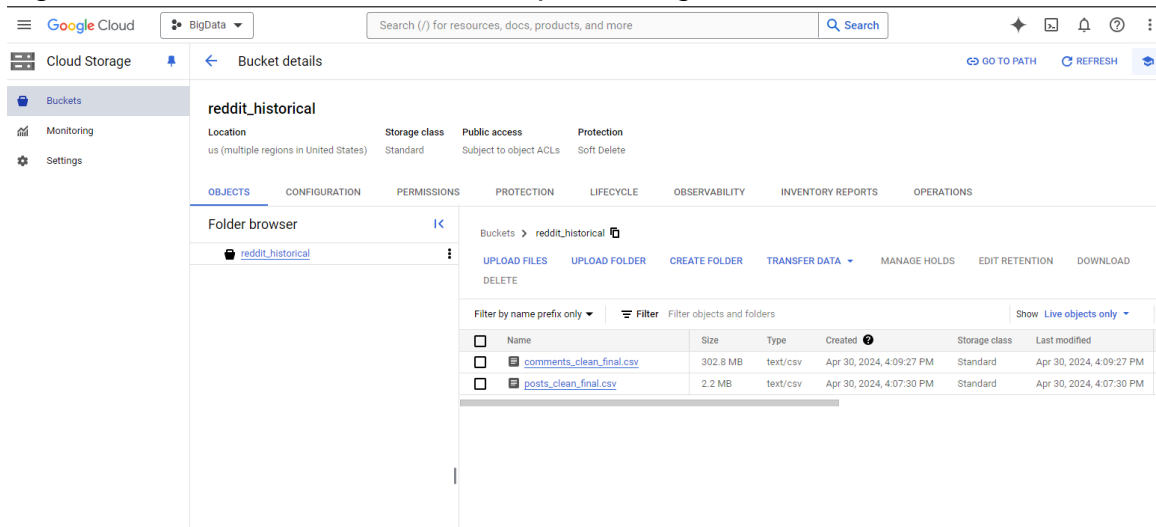 Google Cloud
BigData
Search (/) for resources, docs, products, and more
Search
Cloud Storage
Bucket details
GO TO PATH
REFRESH
Buckets
Monitoring
Settings
reddit_historical
Location
Storage class
Public access
Protection
us (multiple regions in United States)
Standard
Subject to object ACLs
Soft Delete
OBJECTS
CONFIGURATION
PERMISSIONS
PROTECTION
LIFECYCLE
OBSERVABILITY
INVENTORY REPORTS
OPERATIONS
Folder browser
reddit_historical
Buckets > reddit_historical
UPLOAD FILES
UPLOAD FOLDER
CREATE FOLDER
TRANSFER DATA
MANAGE HOLDS
EDIT RETENTION
DOWNLOAD
DELETE
Filter by name prefix only
Filter
Filter objects and folders
Show Live objects only
Name Size Type Created Storage class Last modified
comments_clean_final.csv 302.8 MB text/csv Apr 30, 2024, 4:09:27 PM Standard Apr 30, 2024, 4:09:27 PM
posts_clean_final.csv 2.2 MB text/csv Apr 30, 2024, 4:07:30 PM Standard Apr 30, 2024, 4:07:30 PM